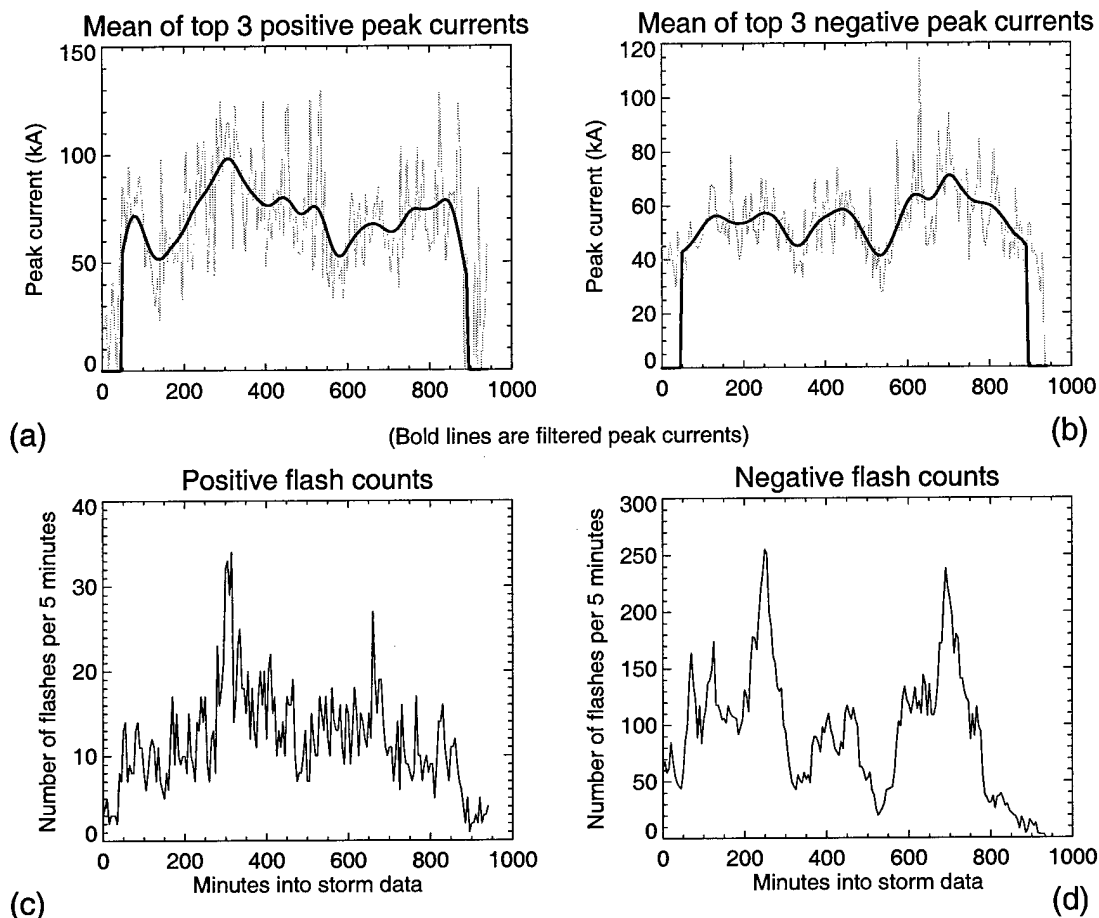 Mean of top 3 positive peak currents
Mean of top 3 negative peak currents
150
100
50
0
Peak current (kA)
0 200 400 600 800 1000
120
100
80
60
40
20
0
Peak current (kA)
0 200 400 600 800 1000
(a)
(Bold lines are filtered peak currents)
(b)
Positive flash counts
Negative flash counts
40
30
20
10
0
Number of flashes per 5 minutes
0 200 400 600 800 1000
Minutes into storm data
300
250
200
150
100
50
0
Number of flashes per 5 minutes
0 200 400 600 800 1000
Minutes into storm data
(c)
(d)